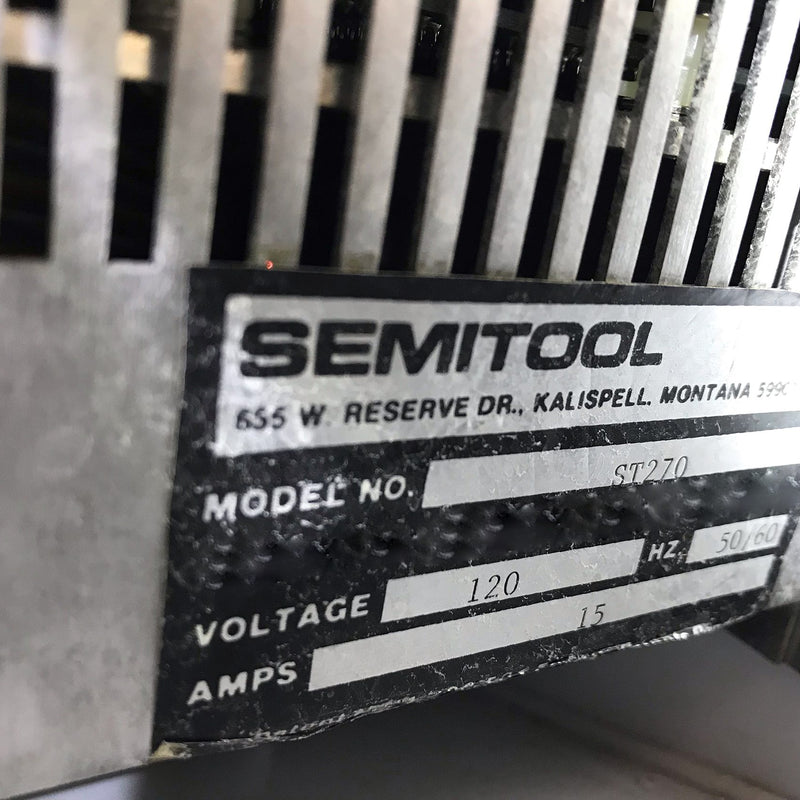 SEMITOOL
655 W. RESERVE DR., KALISPELL, MONTANA
MODEL NO. ST270
VOLTAGE 120 HZ. 50/60
AMPS 15